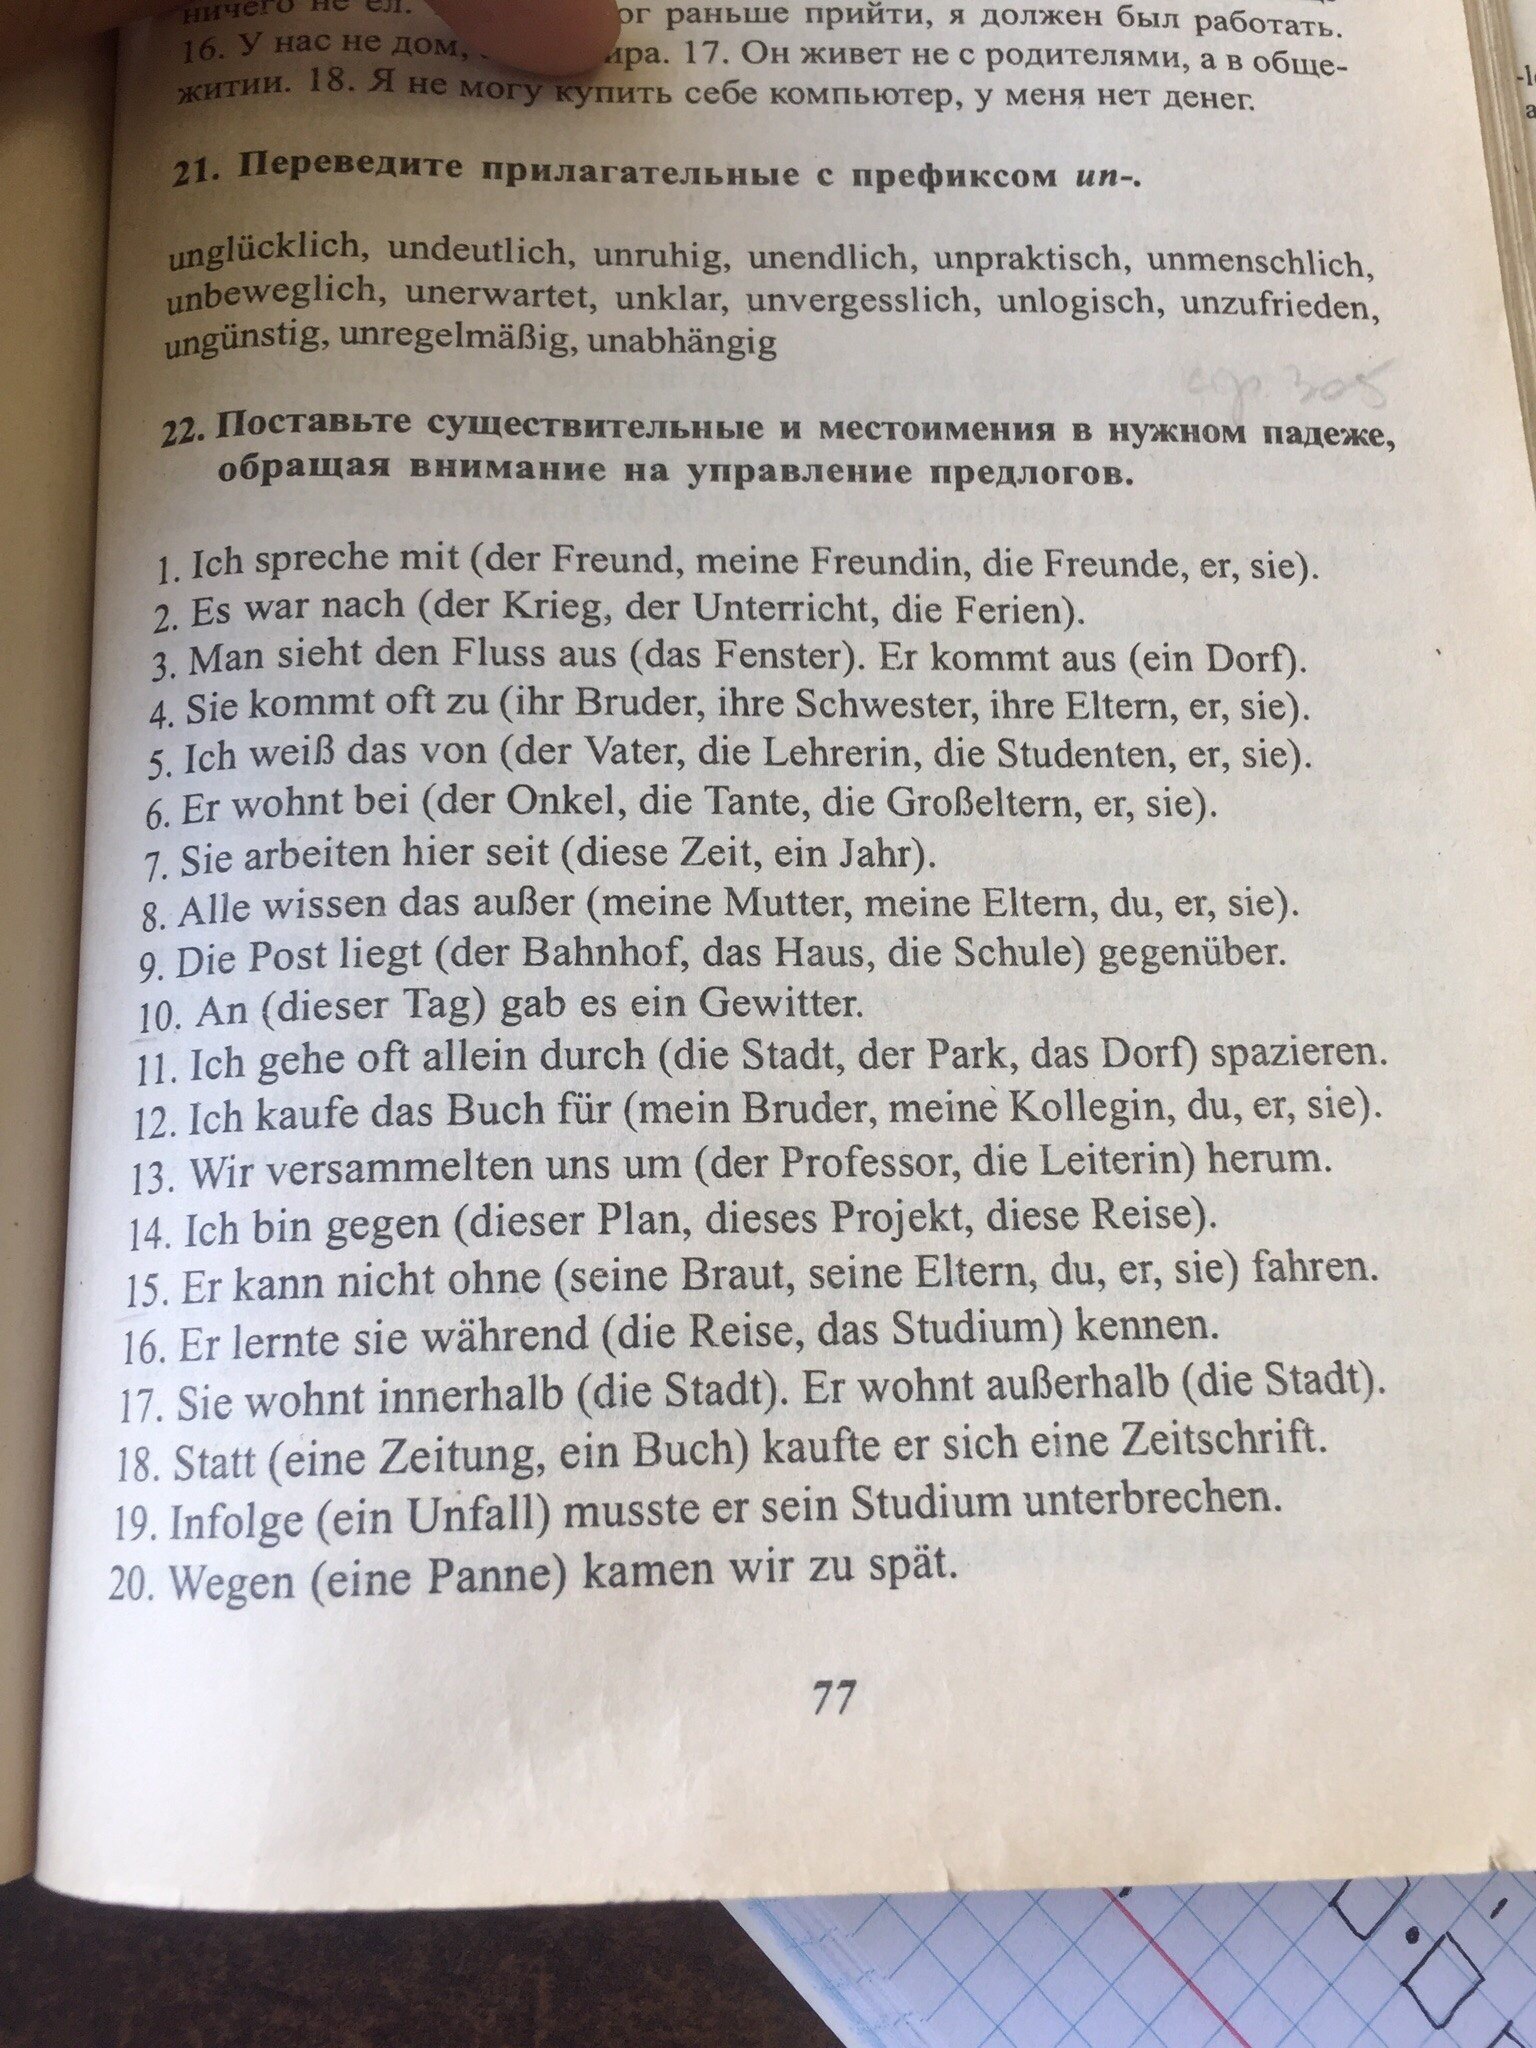 ничего не ел. ог раньше прийти, я должен был работать.
16. У нас не дом, ира. 17. Он живет не с родителями, а в обще-
житии. 18. Я не могу купить себе компьютер, у меня нет денег.
21. Переведите прилагательные с префиксом un-.
unglücklich, undeutlich, unruhig, unendlich, unpraktisch, unmenschlich,
unbeweglich, unerwartet, unklar, unvergesslich, unlogisch, unzufrieden,
ungünstig, unregelmäßig, unabhängig
стр. 305
22. Поставьте существительные и местоимения в нужном падеже,
обращая внимание на управление предлогов.
1. Ich spreche mit (der Freund, meine Freundin, die Freunde, er, sie).
2. Es war nach (der Krieg, der Unterricht, die Ferien).
3. Man sieht den Fluss aus (das Fenster). Er kommt aus (ein Dorf).
4. Sie kommt oft zu (ihr Bruder, ihre Schwester, ihre Eltern, er, sie).
5. Ich weiß das von (der Vater, die Lehrerin, die Studenten, er, sie).
6. Er wohnt bei (der Onkel, die Tante, die Großeltern, er, sie).
7. Sie arbeiten hier seit (diese Zeit, ein Jahr).
8. Alle wissen das außer (meine Mutter, meine Eltern, du, er, sie).
9. Die Post liegt (der Bahnhof, das Haus, die Schule) gegenüber.
10. An (dieser Tag) gab es ein Gewitter.
11. Ich gehe oft allein durch (die Stadt, der Park, das Dorf) spazieren.
12. Ich kaufe das Buch für (mein Bruder, meine Kollegin, du, er, sie).
13. Wir versammelten uns um (der Professor, die Leiterin) herum.
14. Ich bin gegen (dieser Plan, dieses Projekt, diese Reise).
15. Er kann nicht ohne (seine Braut, seine Eltern, du, er, sie) fahren.
16. Er lernte sie während (die Reise, das Studium) kennen.
17. Sie wohnt innerhalb (die Stadt). Er wohnt außerhalb (die Stadt).
18. Statt (eine Zeitung, ein Buch) kaufte er sich eine Zeitschrift.
19. Infolge (ein Unfall) musste er sein Studium unterbrechen.
20. Wegen (eine Panne) kamen wir zu spät.
77